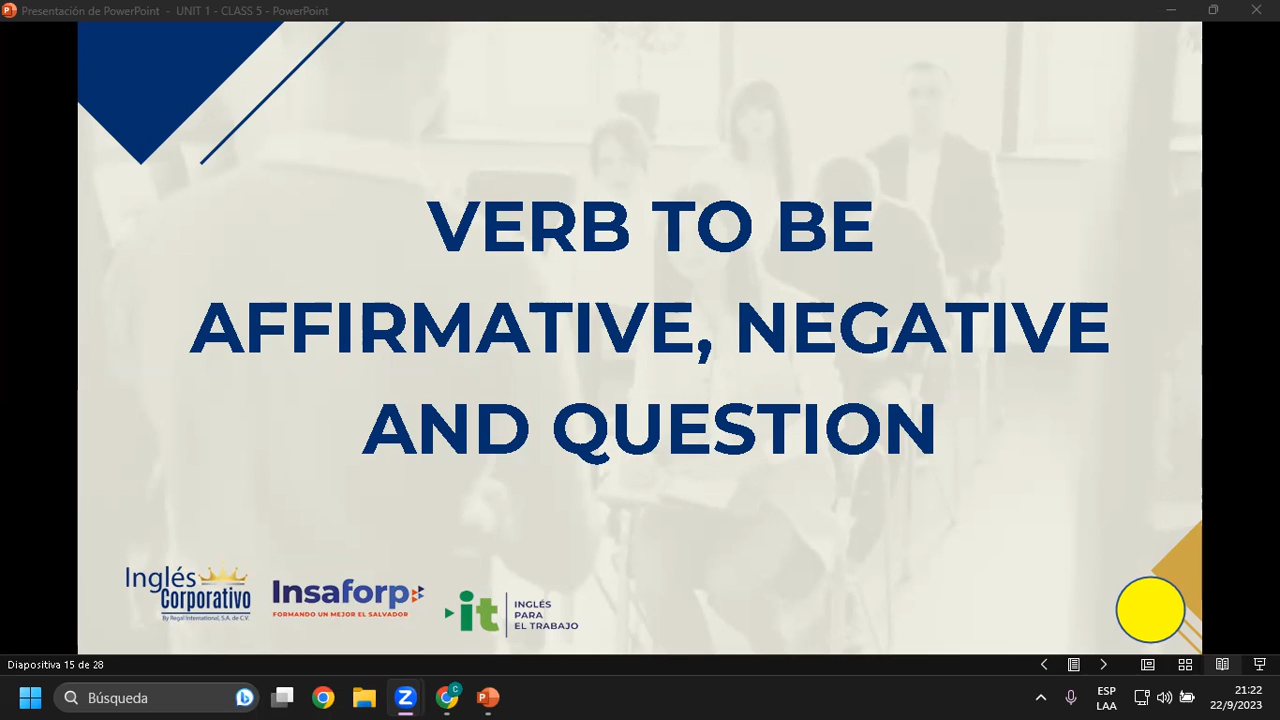 Presentación de PowerPoint - UNIT 1 - CLASS 5 - PowerPoint
VERB TO BE
AFFIRMATIVE, NEGATIVE
AND QUESTION
Inglés
Corporativo
By Regal International, S.A. de C.V.
Insaforp
FORMANDO UN MEJOR EL SALVADOR
it
INGLÉS
PARA
EL TRABAJO
Diapositiva 15 de 28
Búsqueda
C
ESP
LAA
21:22
22/9/2023